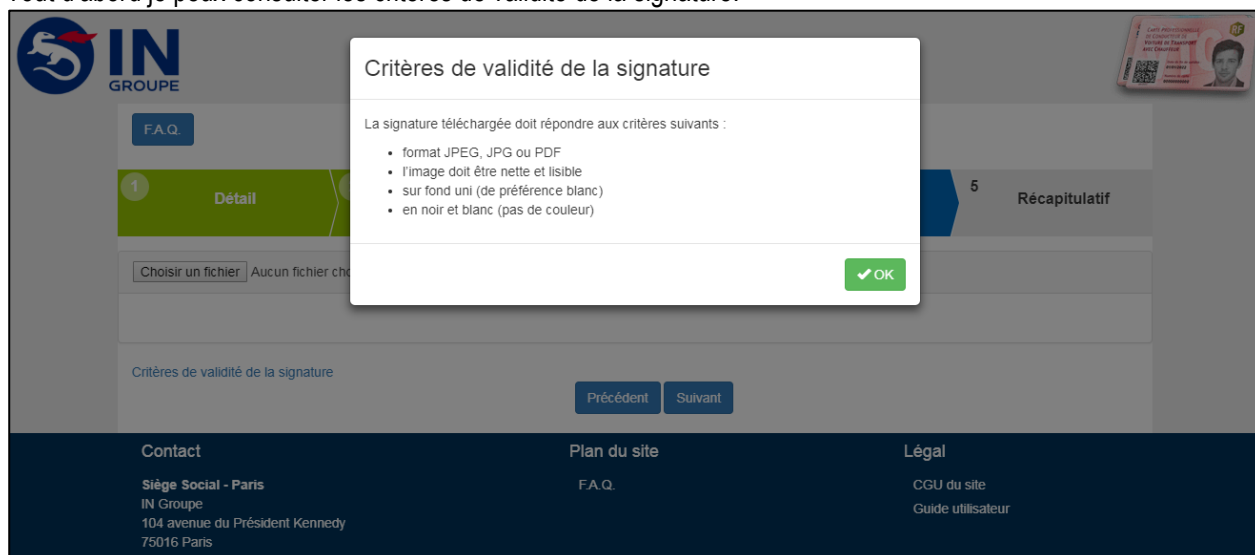 Tout d'abord je peux consulter les critères de validité de la signature.
IN
GROUPE
F.A.Q.
Critères de validité de la signature
La signature téléchargée doit répondre aux critères suivants :
• format JPEG, JPG ou PDF
• l'image doit être nette et lisible
• sur fond uni (de préférence blanc)
• en noir et blanc (pas de couleur)
OK
1 Détail
5 Récapitulatif
Choisir un fichier Aucun fichier cho
Critères de validité de la signature
Précédent Suivant
Contact
Siège Social - Paris
IN Groupe
104 avenue du Président Kennedy
75016 Paris
Plan du site
F.A.Q.
Légal
CGU du site
Guide utilisateur